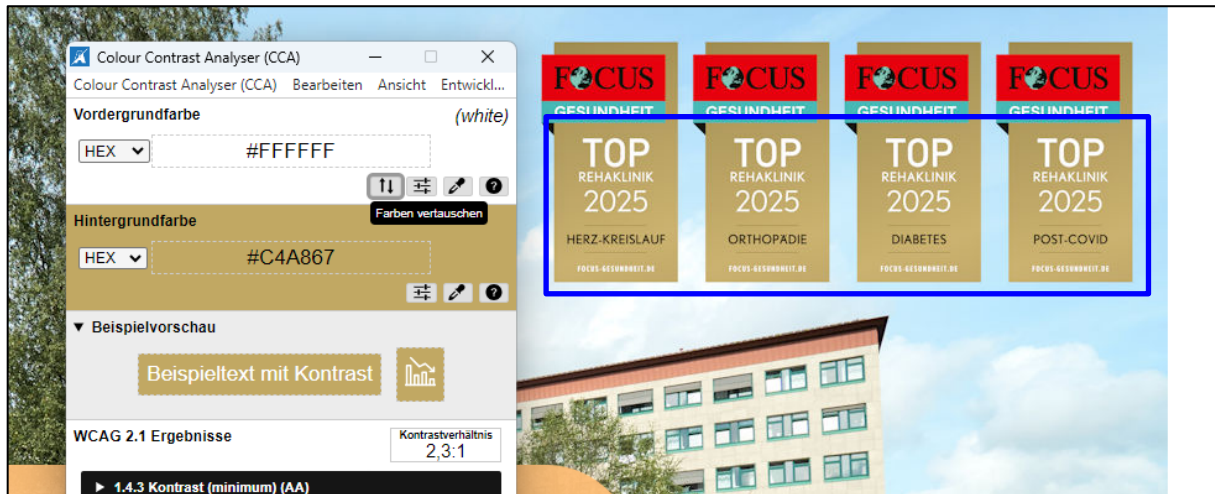 Colour Contrast Analyser (CCA)
Colour Contrast Analyser (CCA) Bearbeiten Ansicht Entwickl...
Vordergrundfarbe (white)
HEX #FFFFFF
Farben vertauschen
Hintergrundfarbe
HEX #C4A867
▼ Beispielvorschau
Beispieltext mit Kontrast
WCAG 2.1 Ergebnisse
Kontrastverhältnis
2,3:1
▶ 1.4.3 Kontrast (minimum) (AA)
FOCUS
GESUNDHEIT
TOP
REHAKLINIK
2025
HERZ-KREISLAUF
FOCUS-GESUNDHEIT.DE
FOCUS
GESUNDHEIT
TOP
REHAKLINIK
2025
ORTHOPÄDIE
FOCUS-GESUNDHEIT.DE
FOCUS
GESUNDHEIT
TOP
REHAKLINIK
2025
DIABETES
FOCUS-GESUNDHEIT.DE
FOCUS
GESUNDHEIT
TOP
REHAKLINIK
2025
POST-COVID
FOCUS-GESUNDHEIT.DE